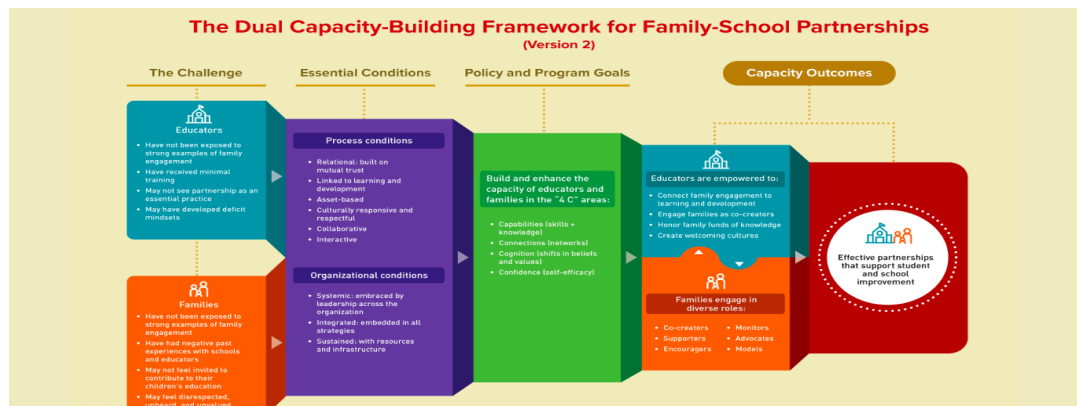 The Dual Capacity-Building Framework for Family-School Partnerships
(Version 2)
The Challenge
Essential Conditions
Policy and Program Goals
Capacity Outcomes
Educators
• Have not been exposed to
strong examples of family
engagement
• Have received minimal
training
• May not see partnership as an
essential practice
• May have developed deficit
mindsets
Families
• Have not been exposed to
strong examples of family
engagement
• Have had negative past
experiences with schools
and educators
• May not feel invited to
contribute to their
children's education
• May feel disrespected,
unheard, and unvalued
Process conditions
• Relational: built on
mutual trust
• Linked to learning and
development
• Asset-based
• Culturally responsive and
respectful
• Collaborative
• Interactive
Organizational conditions
• Systemic: embraced by
leadership across the
organization
• Integrated: embedded in all
strategies
• Sustained: with resources
and infrastructure
Build and enhance the
capacity of educators and
families in the "4 C" areas:
• Capabilities (skills +
knowledge)
• Connections (networks)
• Cognition (shifts in beliefs
and values)
• Confidence (self-efficacy)
Educators are empowered to:
• Connect family engagement to
learning and development
• Engage families as co-creators
• Honor family funds of knowledge
• Create welcoming cultures
Families engage in
diverse roles:
• Co-creators
• Supporters
• Encouragers
• Monitors
• Advocates
• Models
Effective partnerships
that support student
and school
improvement